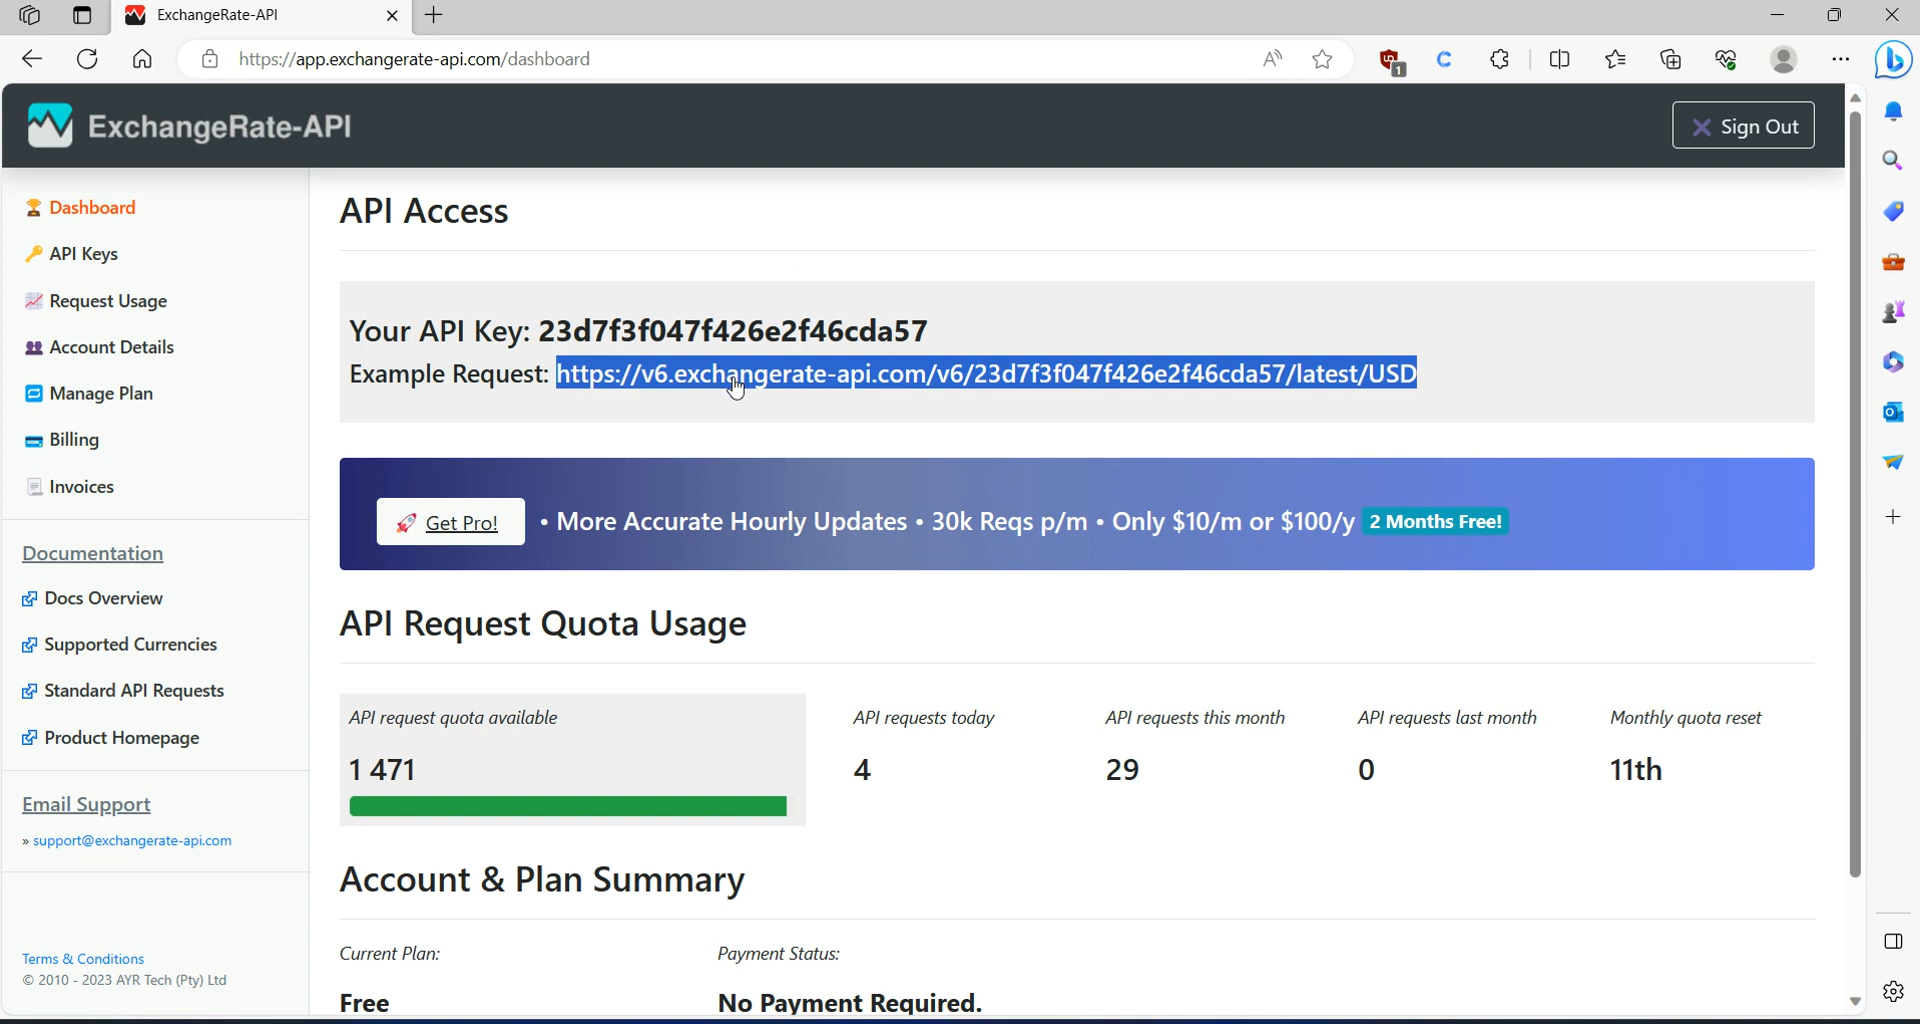 ExchangeRate-API
https://app.exchangerate-api.com/dashboard
1
ExchangeRate-API
Sign Out
Dashboard
API Keys
Request Usage
Account Details
Manage Plan
Billing
Invoices
Documentation
Docs Overview
Supported Currencies
Standard API Requests
Product Homepage
Email Support
» support@exchangerate-api.com
Terms & Conditions
© 2010 - 2023 AYR Tech (Pty) Ltd
API Access
Your API Key: 23d7f3f047f426e2f46cda57
Example Request: https://v6.exchangerate-api.com/v6/23d7f3f047f426e2f46cda57/latest/USD
Get Pro! • More Accurate Hourly Updates • 30k Reqs p/m • Only $10/m or $100/y 2 Months Free!
API Request Quota Usage
API request quota available
1 471
API requests today
4
API requests this month
29
API requests last month
0
Monthly quota reset
11th
Account & Plan Summary
Current Plan:
Free
Payment Status:
No Payment Required.